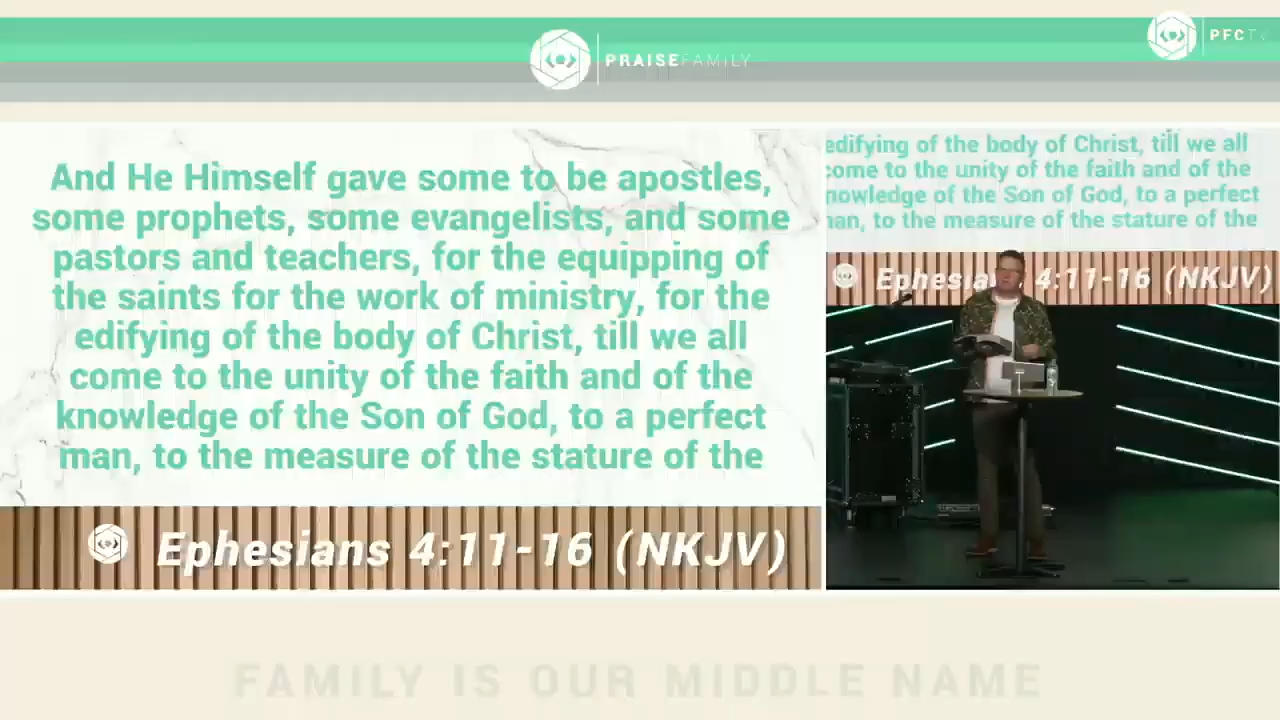 PRAISEFAMILY
PFCTV
And He Himself gave some to be apostles,
some prophets, some evangelists, and some
pastors and teachers, for the equipping of
the saints for the work of ministry, for the
edifying of the body of Christ, till we all
come to the unity of the faith and of the
knowledge of the Son of God, to a perfect
man, to the measure of the stature of the
Ephesians 4:11-16 (NKJV)
edifying of the body of Christ, till we all
come to the unity of the faith and of the
knowledge of the Son of God, to a perfect
man, to the measure of the stature of the
Ephesia 4:11-16 (NKJV)
FAMILY IS OUR MIDDLE NAME